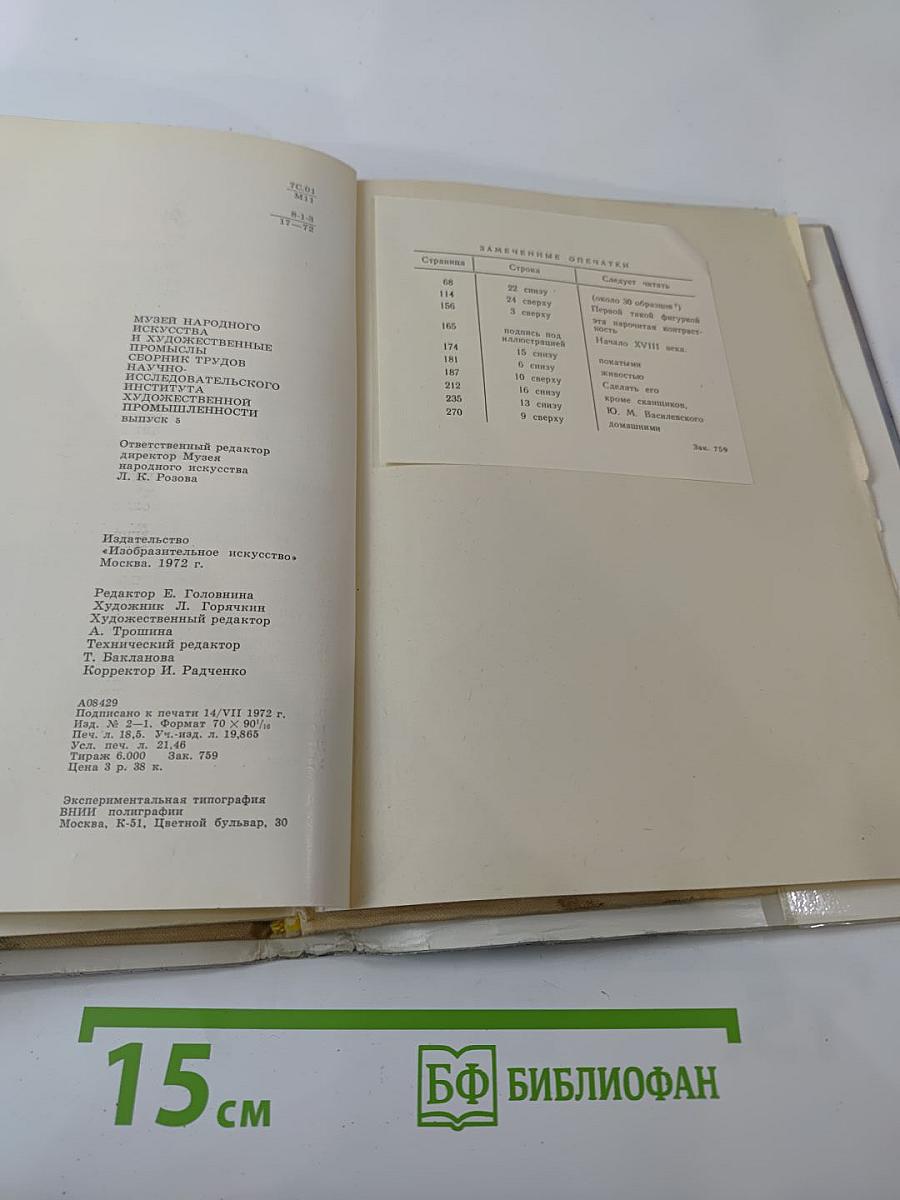 7С.01
М11
8-1-3
17—72
МУЗЕЙ НАРОДНОГО
ИСКУССТВА
И ХУДОЖЕСТВЕННЫЕ
ПРОМЫСЛЫ
СБОРНИК ТРУДОВ
НАУЧНО-
ИССЛЕДОВАТЕЛЬСКОГО
ИНСТИТУТА
ХУДОЖЕСТВЕННОЙ
ПРОМЫШЛЕННОСТИ
ВЫПУСК 5
Ответственный редактор
директор Музея
народного искусства
Л. К. Розова
Издательство
«Изобразительное искусство»
Москва. 1972 г.
Редактор Е. Головнина
Художник Л. Горячкин
Художественный редактор
А. Трошина
Технический редактор
Т. Бакланова
Корректор И. Радченко
А08429
Подписано к печати 14/VII 1972 г.
Изд. № 2—1. Формат 70 × 90¹/₁₆
Печ. л. 18,5. Уч.-изд. л. 19,865
Усл. печ. л. 21,46
Тираж 6.000 Зак. 759
Цена 3 р. 38 к.
Экспериментальная типография
ВНИИ полиграфии
Москва, К-51, Цветной бульвар, 30
ЗАМЕЧЕННЫЕ ОПЕЧАТКИ
Страница Строка Следует читать
68 22 снизу (около 30 образцов⁹)
114 24 сверху Первой такой фигуркой
156 3 сверху эта нарочитая контраст-
ность
165 подпись под Начало XVIII века.
иллюстрацией
174 15 снизу покатыми
181 6 снизу живостью
187 10 сверху Сделать его
212 16 снизу кроме сканщиков,
235 13 снизу Ю. М. Василевского
270 9 сверху домашними
Зак. 759
15 см
БФ БИБЛИОФАН